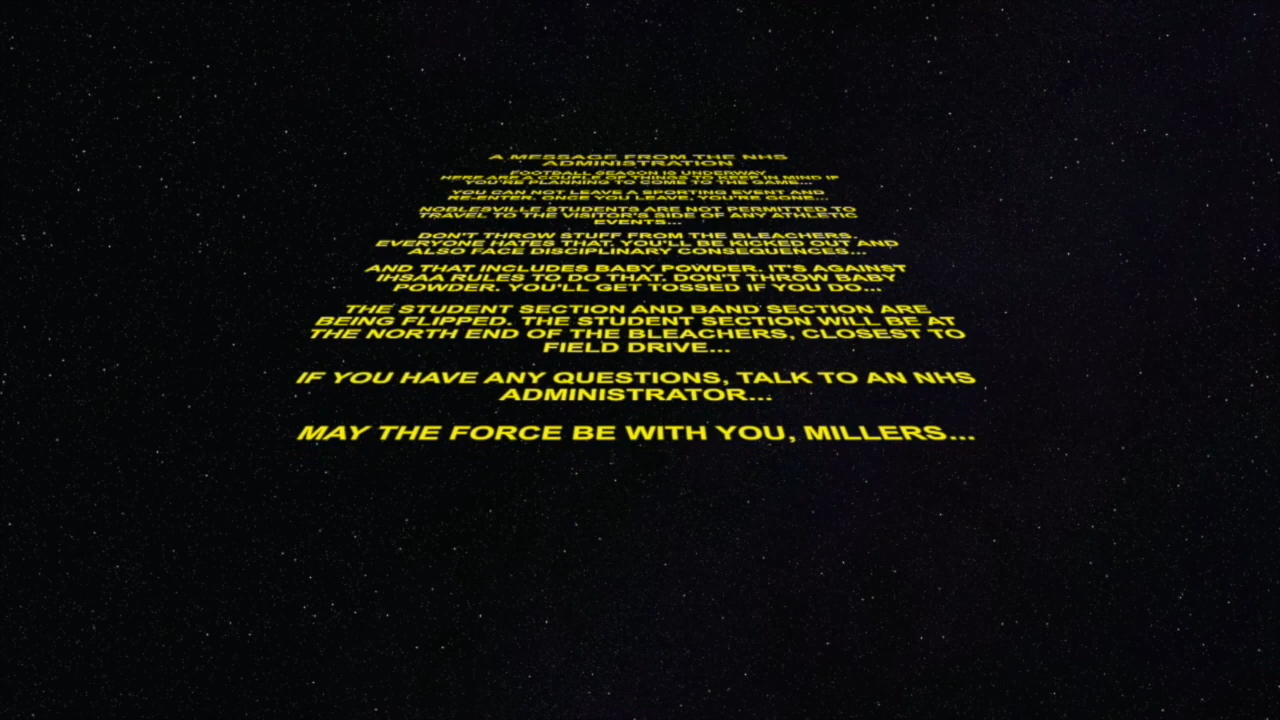 A MESSAGE FROM THE NHS
ADMINISTRATION
FOOTBALL SEASON IS UNDERWAY
HERE ARE A COUPLE OF THINGS TO KEEP IN MIND IF
YOU'RE PLANNING TO COME TO THE GAME...
YOU CAN NOT LEAVE A SPORTING EVENT AND
RE-ENTER. ONCE YOU LEAVE, YOU'RE GONE...
NOBLESVILLE STUDENTS ARE NOT PERMITTED TO
TRAVEL TO THE VISITOR'S SIDE OF ANY ATHLETIC
EVENTS...
DON'T THROW STUFF FROM THE BLEACHERS.
EVERYONE HATES THAT. YOU'LL BE KICKED OUT AND
ALSO FACE DISCIPLINARY CONSEQUENCES...
AND THAT INCLUDES BABY POWDER. IT'S AGAINST
IHSAA RULES TO DO THAT. DON'T THROW BABY
POWDER. YOU'LL GET TOSSED IF YOU DO...
THE STUDENT SECTION AND BAND SECTION ARE
BEING FLIPPED. THE STUDENT SECTION WILL BE AT
THE NORTH END OF THE BLEACHERS, CLOSEST TO
FIELD DRIVE...
IF YOU HAVE ANY QUESTIONS, TALK TO AN NHS
ADMINISTRATOR...
MAY THE FORCE BE WITH YOU, MILLERS...